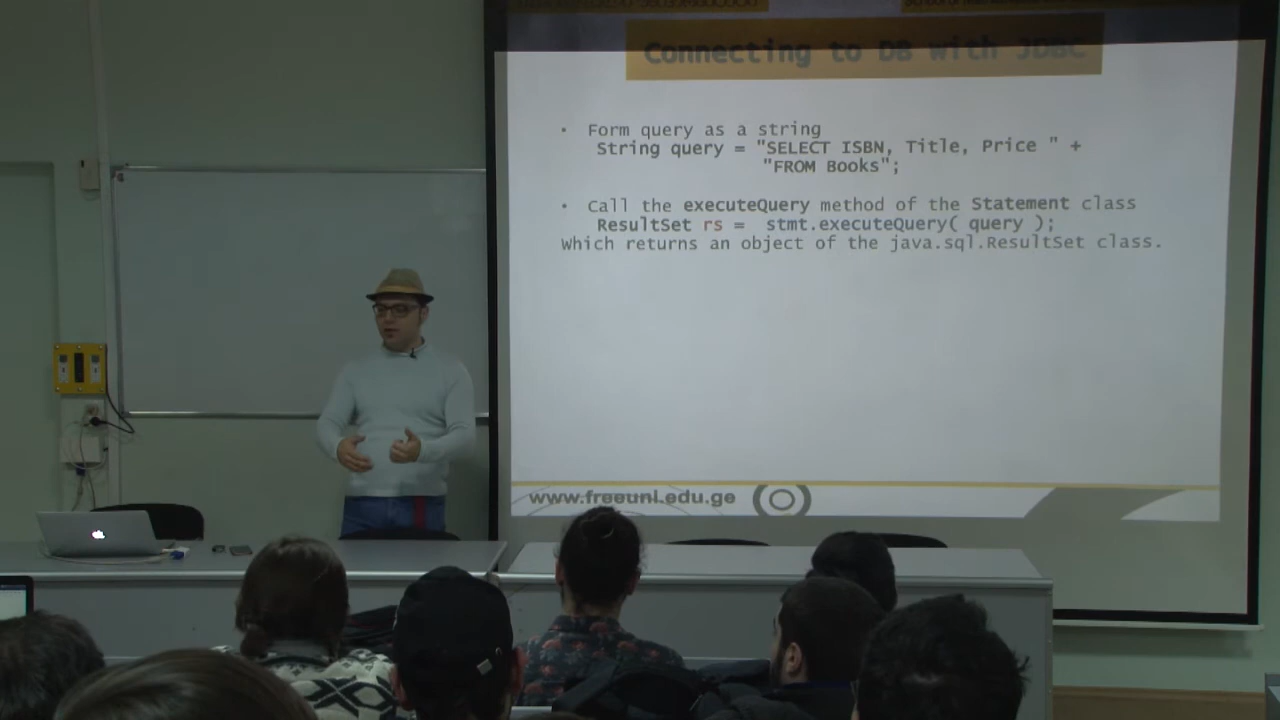 Connecting to DB with JDBC
• Form query as a string
String query = "SELECT ISBN, Title, Price " +
"FROM Books";
• Call the executeQuery method of the Statement class
ResultSet rs = stmt.executeQuery( query );
Which returns an object of the java.sql.ResultSet class.
www.freeuni.edu.ge